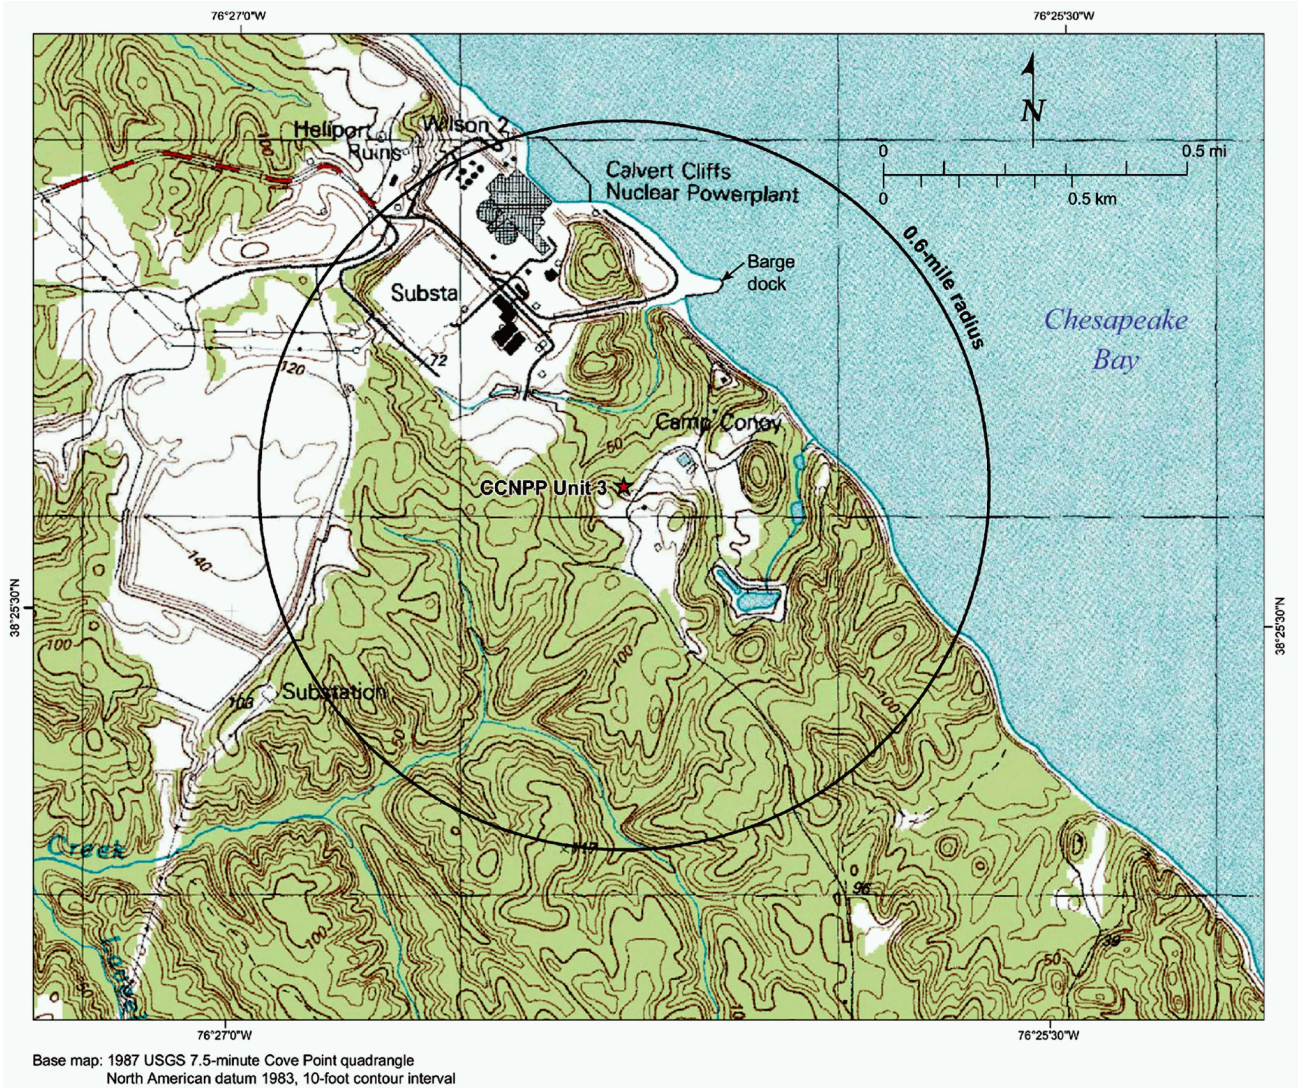 76°27'0"W
76°25'30"W
N
Heliport
Wilson 2
Ruins
100
0
0.5 mi
Calvert Cliffs
Nuclear Powerplant
0
0.5 km
0.6-mile radius
Barge
dock
Substa
Chesapeake
Bay
72
120
Camp Conoy
50
CCNPP Unit 3
140
38°25'30"N
38°25'30"N
100
100
Substation
103
100
50
Creek
117
96
100
39
50
76°27'0"W
76°25'30"W
Base map: 1987 USGS 7.5-minute Cove Point quadrangle
North American datum 1983, 10-foot contour interval